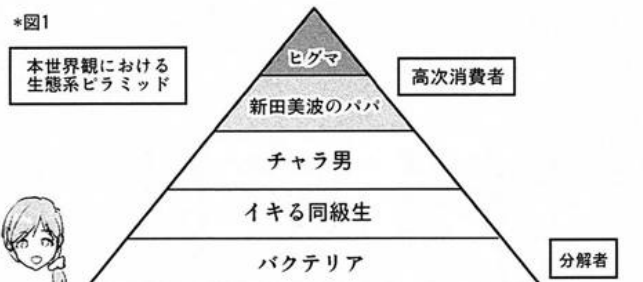 *図1
本世界観における
生態系ピラミッド
ヒグマ
高次消費者
新田美波のパパ
チャラ男
イキる同級生
バクテリア
分解者